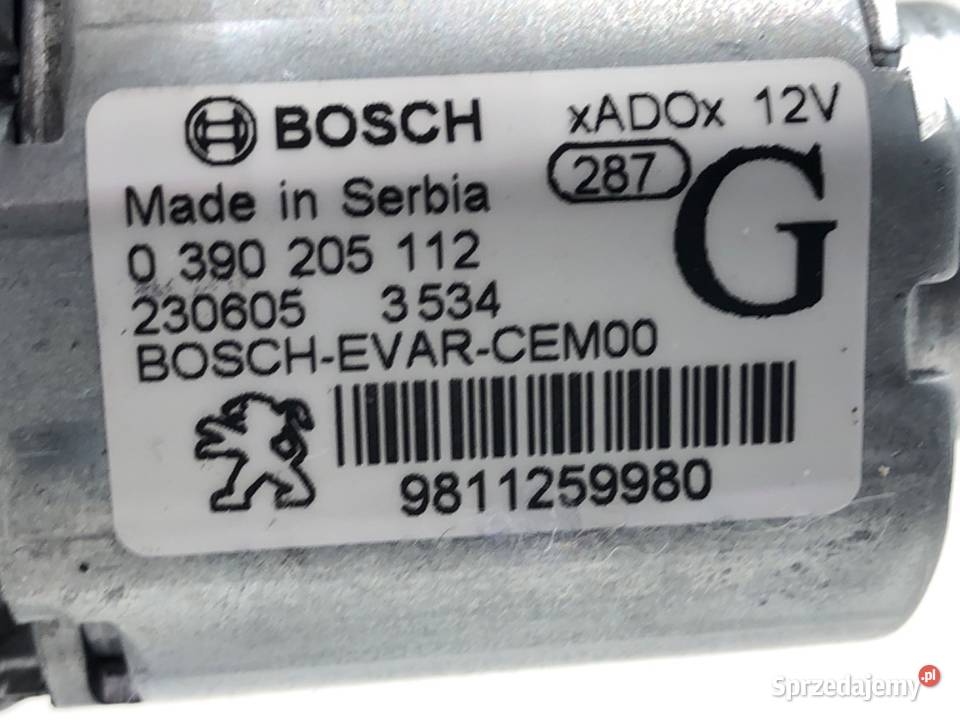 BOSCH xADOx 12V
Made in Serbia 287 G
0 390 205 112
230605 3534
BOSCH-EVAR-CEM00
9811259980
Sprzedajemy.pl